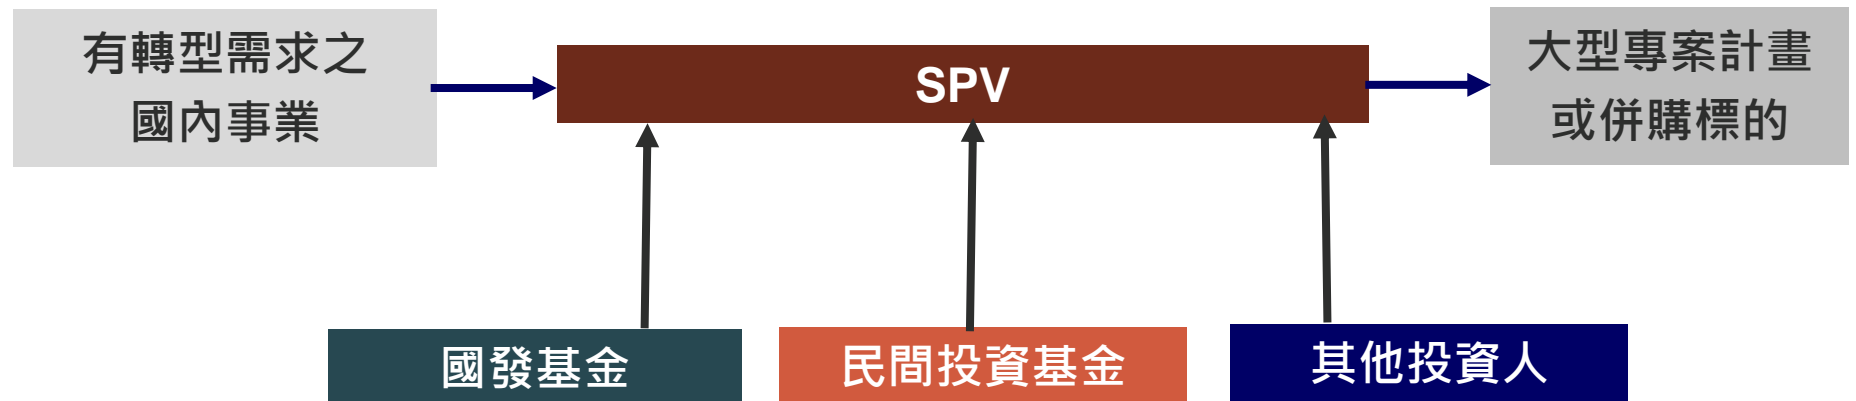 有轉型需求之
國內事業
SPV
大型專案計畫
或併購標的
國發基金
民間投資基金
其他投資人